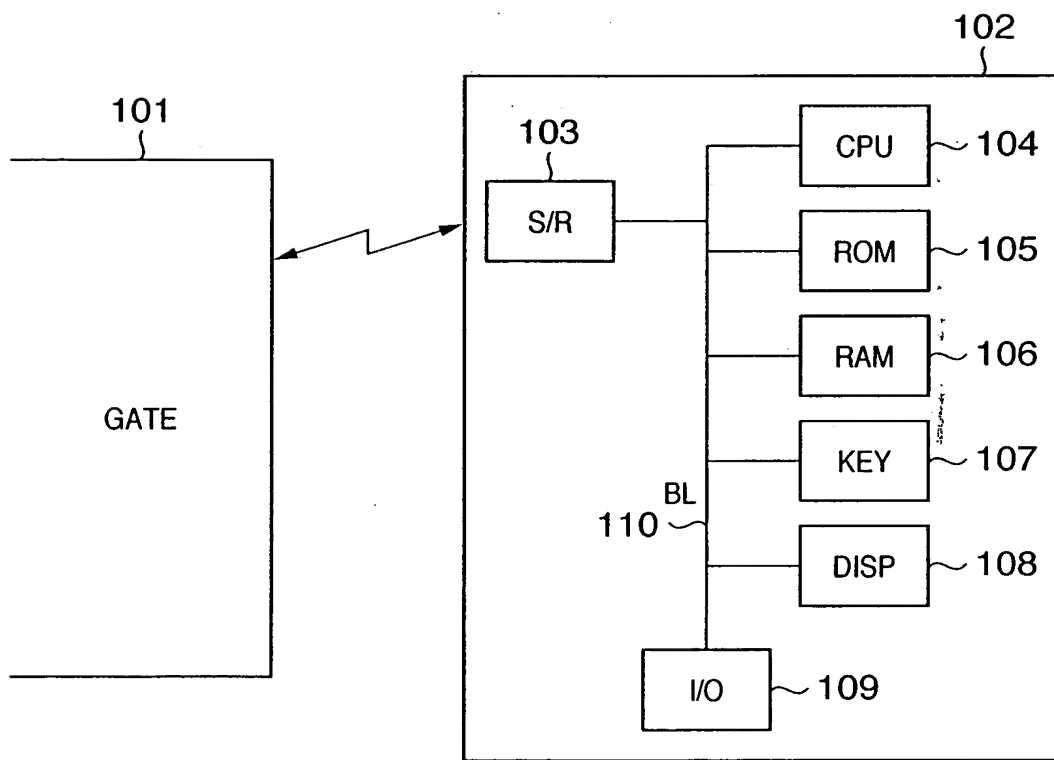 102
101
103
S/R
CPU
104
ROM
105
RAM
106
GATE
KEY
107
BL
110
DISP
108
I/O
109